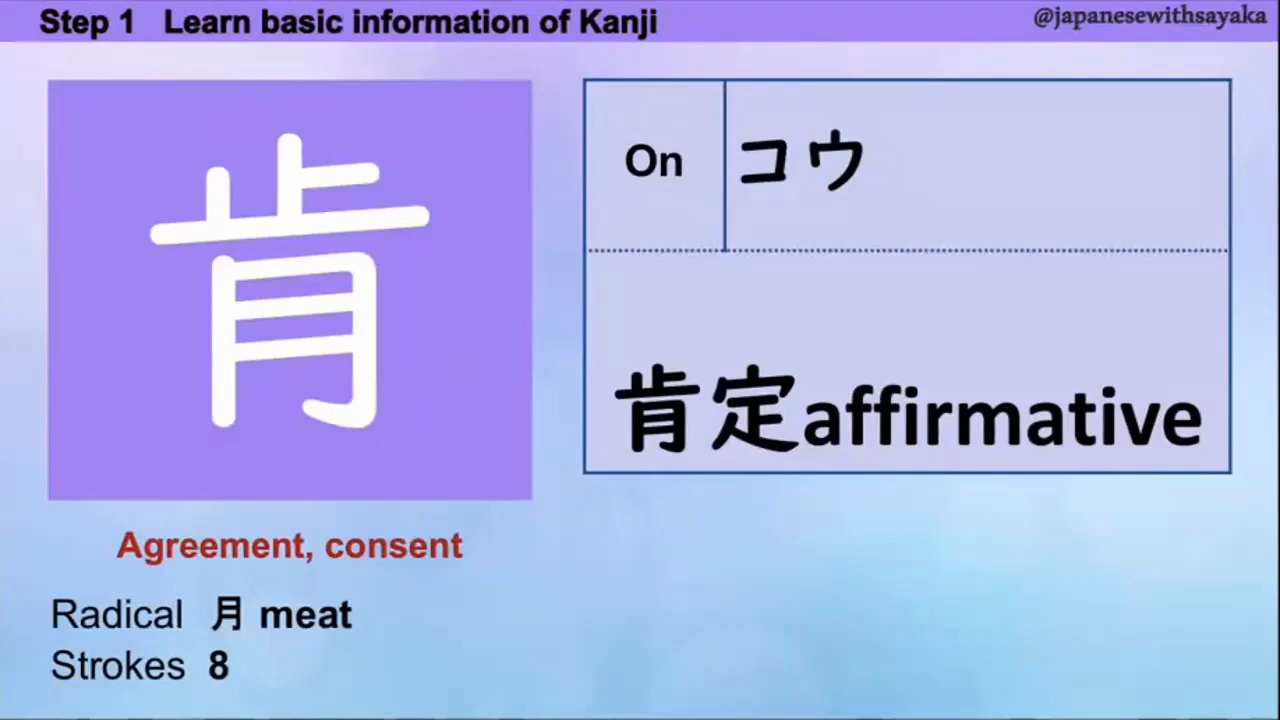 Step 1 Learn basic information of Kanji
@japanesewithsayaka
肯
On コウ
肯定affirmative
Agreement, consent
Radical 月 meat
Strokes 8